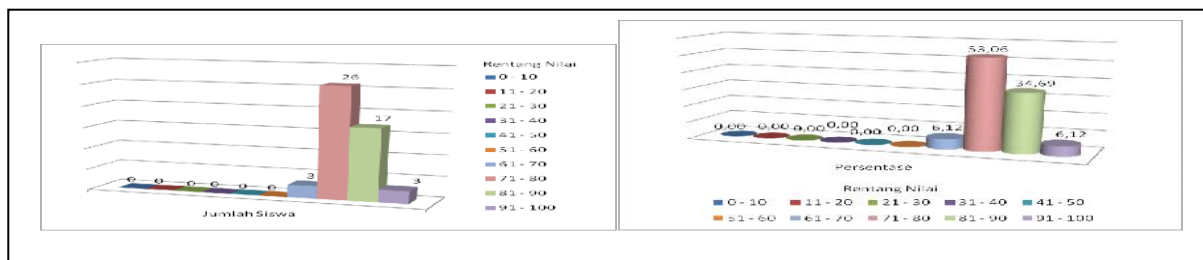 Rentang Nilai
0 - 10
11 - 20
21 - 30
31 - 40
41 - 50
51 - 60
61 - 70
71 - 80
81 - 90
91 - 100
26
17
0 0 0 0 0 0 3 3
Jumlah Siswa
53,06
34,69
0,00 0,00 0,00 0,00 0,00 0,00 6,12 6,12
Persentase
Rentang Nilai
0 - 10 11 - 20 21 - 30 31 - 40 41 - 50
51 - 60 61 - 70 71 - 80 81 - 90 91 - 100